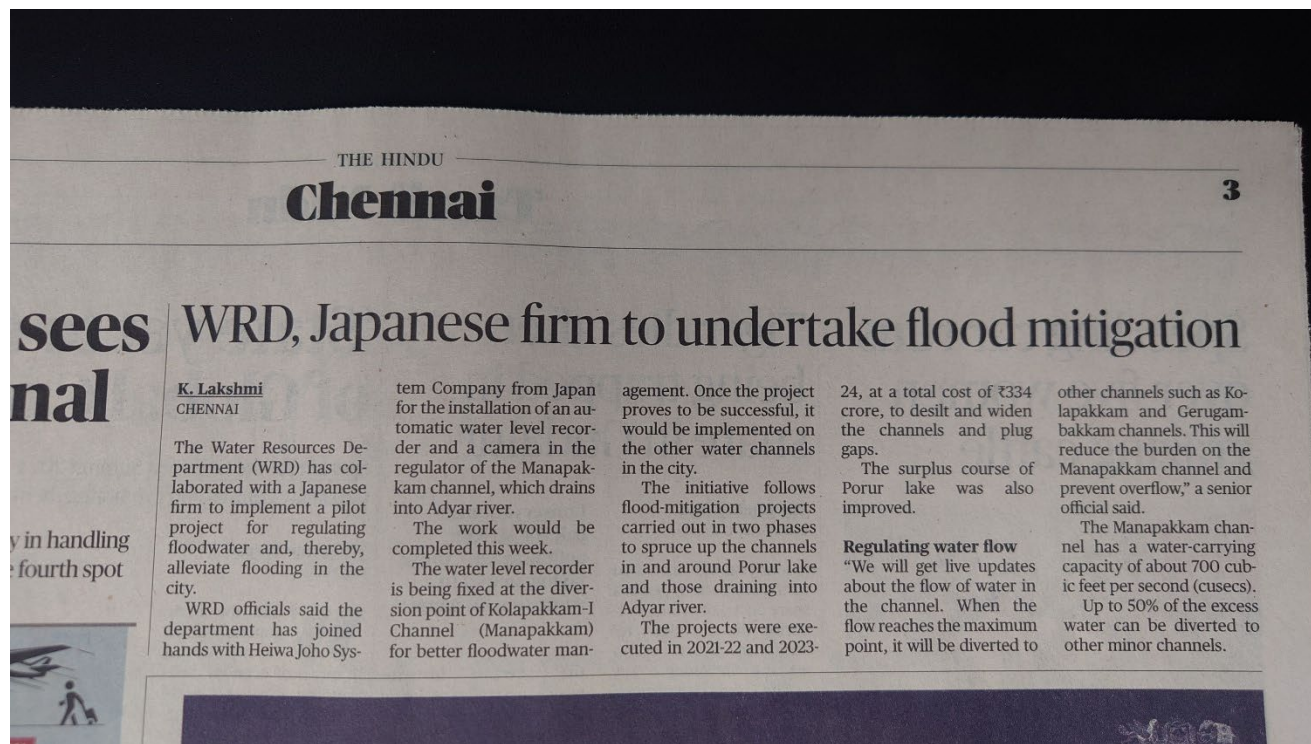 THE HINDU
Chennai
3
sees
nal
y in handling
fourth spot
WRD, Japanese firm to undertake flood mitigation
K. Lakshmi
CHENNAI
The Water Resources De-
partment (WRD) has col-
laborated with a Japanese
firm to implement a pilot
project for regulating
floodwater and, thereby,
alleviate flooding in the
city.
WRD officials said the
department has joined
hands with Heiwa Joho Sys-
tem Company from Japan
for the installation of an au-
tomatic water level recor-
der and a camera in the
regulator of the Manapak-
kam channel, which drains
into Adyar river.
The work would be
completed this week.
The water level recorder
is being fixed at the diver-
sion point of Kolapakkam-I
Channel (Manapakkam)
for better floodwater man-
agement. Once the project
proves to be successful, it
would be implemented on
the other water channels
in the city.
The initiative follows
flood-mitigation projects
carried out in two phases
to spruce up the channels
in and around Porur lake
and those draining into
Adyar river.
The projects were exe-
cuted in 2021-22 and 2023-
24, at a total cost of ₹334
crore, to desilt and widen
the channels and plug
gaps.
The surplus course of
Porur lake was also
improved.
Regulating water flow
“We will get live updates
about the flow of water in
the channel. When the
flow reaches the maximum
point, it will be diverted to
other channels such as Ko-
lapakkam and Gerugam-
bakkam channels. This will
reduce the burden on the
Manapakkam channel and
prevent overflow,” a senior
official said.
The Manapakkam chan-
nel has a water-carrying
capacity of about 700 cub-
ic feet per second (cusecs).
Up to 50% of the excess
water can be diverted to
other minor channels.